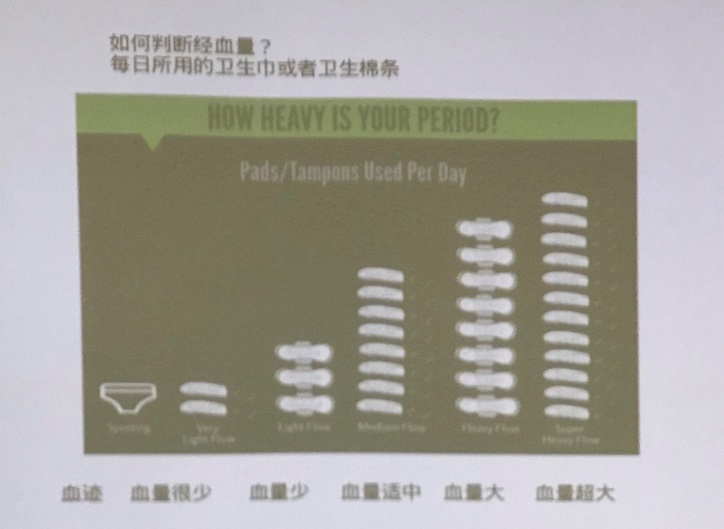 如何判断经血量？
每日所用的卫生巾或者卫生棉条
HOW HEAVY IS YOUR PERIOD?
Pads/Tampons Used Per Day
Spotting
Very
Light Flow
Light Flow
Medium Flow
Heavy Flow
Super
Heavy Flow
血迹 血量很少 血量少 血量适中 血量大 血量超大